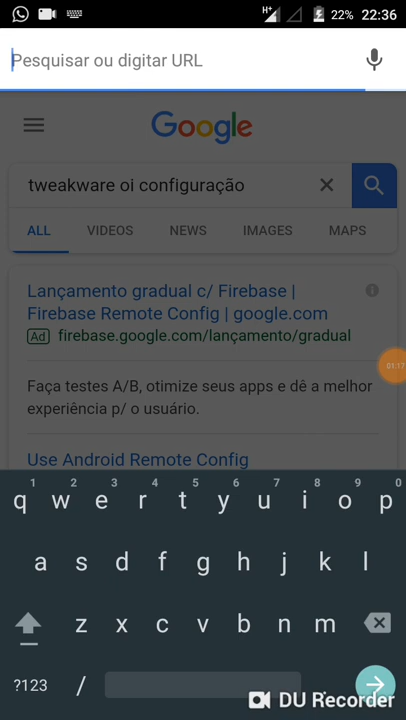 H+ 22% 22:36
Pesquisar ou digitar URL
Google
tweakware oi configuração
ALL VIDEOS NEWS IMAGES MAPS
Lançamento gradual c/ Firebase |
Firebase Remote Config | google.com
Ad firebase.google.com/lançamento/gradual
01:17
Faça testes A/B, otimize seus apps e dê a melhor
experiência p/ o usuário.
Use Android Remote Config
1 2 3 4 5 6 7 8 9 0
q w e r t y u i o p
a s d f g h j k l
z x c v b n m
?123 / .
DU Recorder